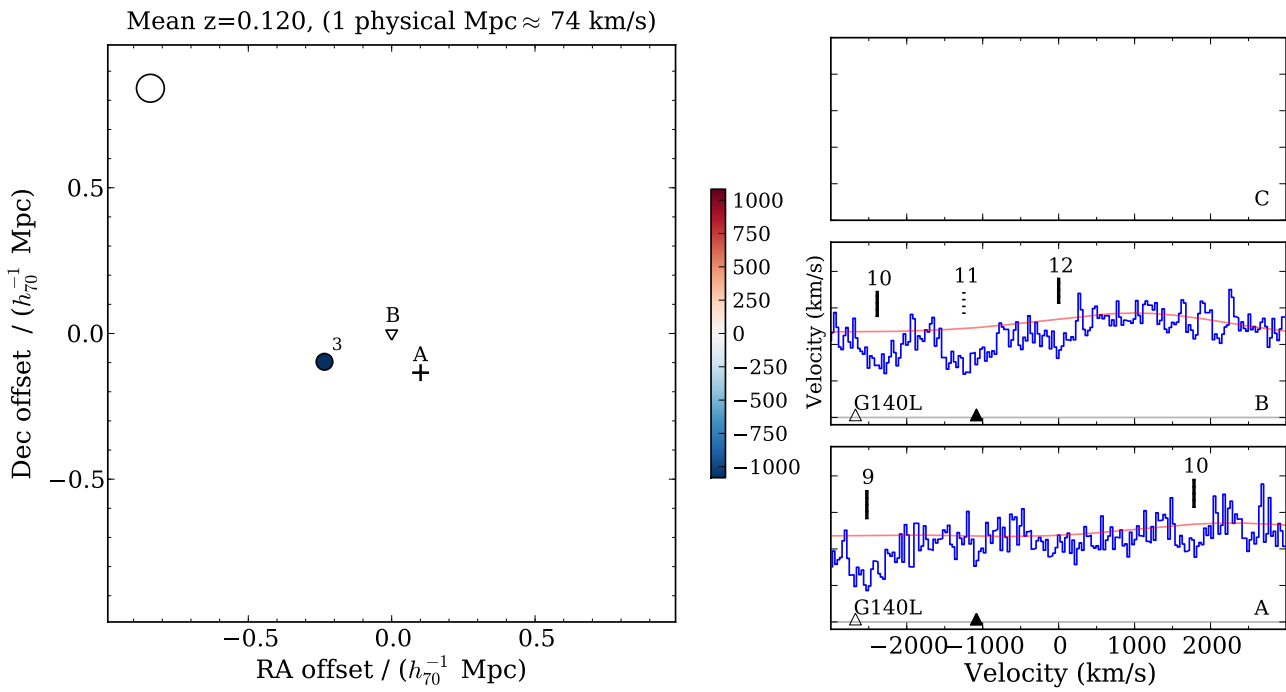 Mean z=0.120, (1 physical Mpc ≈ 74 km/s)
Dec offset / (h₇₀⁻¹ Mpc)
0.5
0.0
−0.5
B
3
A
−0.5
0.0
0.5
RA offset / (h₇₀⁻¹ Mpc)
1000
750
500
250
0
−250
−500
−750
−1000
C
Velocity (km/s)
10
11
12
G140L
B
9
10
G140L
A
−2000
−1000
0
1000
2000
Velocity (km/s)